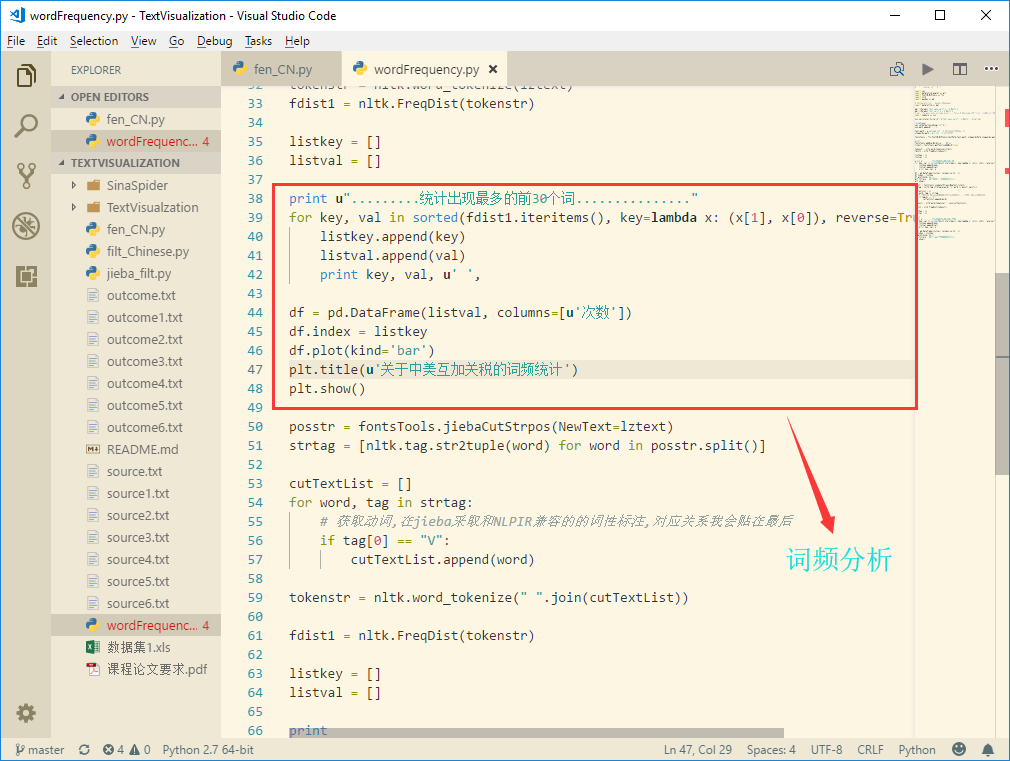 wordFrequency.py - TextVisualization - Visual Studio Code
File Edit Selection View Go Debug Tasks Help
EXPLORER
OPEN EDITORS
fen_CN.py
wordFrequenc... 4
TEXTVISUALIZATION
SinaSpider
TextVisualzation
fen_CN.py
filt_Chinese.py
jieba_filt.py
outcome.txt
outcome1.txt
outcome2.txt
outcome3.txt
outcome4.txt
outcome5.txt
outcome6.txt
README.md
source.txt
source1.txt
source2.txt
source3.txt
source4.txt
source5.txt
source6.txt
wordFrequenc... 4
数据集1.xls
课程论文要求.pdf
fen_CN.py wordFrequency.py
32 tokenstr = nltk.word_tokenize(lztext)
33 fdist1 = nltk.FreqDist(tokenstr)
34
35 listkey = []
36 listval = []
37
38 print u".........统计出现最多的前30个词..............."
39 for key, val in sorted(fdist1.iteritems(), key=lambda x: (x[1], x[0]), reverse=Tru
40 listkey.append(key)
41 listval.append(val)
42 print key, val, u' ',
43
44 df = pd.DataFrame(listval, columns=[u'次数'])
45 df.index = listkey
46 df.plot(kind='bar')
47 plt.title(u'关于中美互加关税的词频统计')
48 plt.show()
49
50 posstr = fontsTools.jiebaCutStrpos(NewText=lztext)
51 strtag = [nltk.tag.str2tuple(word) for word in posstr.split()]
52
53 cutTextList = []
54 for word, tag in strtag:
55 # 获取动词,在jieba采取和NLPIR兼容的的词性标注,对应关系我会贴在最后
56 if tag[0] == "V":
57 cutTextList.append(word)
58
59 tokenstr = nltk.word_tokenize(" ".join(cutTextList))
60
61 fdist1 = nltk.FreqDist(tokenstr)
62
63 listkey = []
64 listval = []
65
66 print
词频分析
master 4 0 Python 2.7 64-bit Ln 47, Col 29 Spaces: 4 UTF-8 CRLF Python